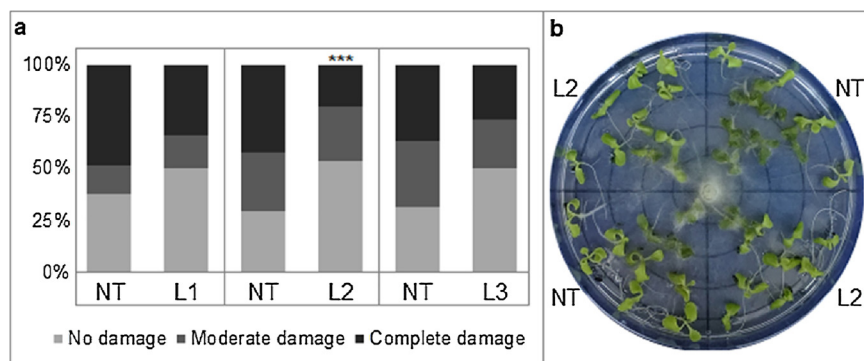 a
100%
***
75%
50%
25%
0%
NT L1 NT L2 NT L3
No damage Moderate damage Complete damage
b
L2 NT
NT L2